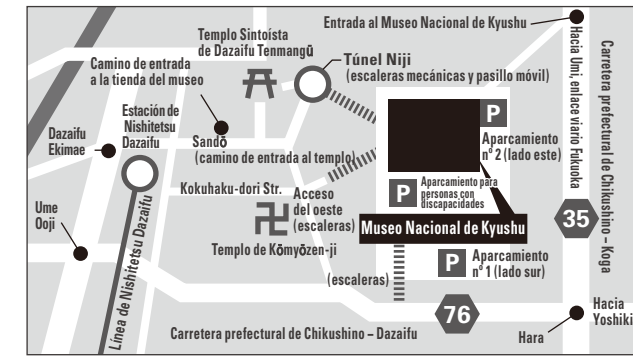 Entrada al Museo Nacional de Kyushu
Templo Sintoísta
de Dazaifu Tenmangū
Túnel Niji
(escaleras mecánicas y pasillo móvil)
Camino de entrada
a la tienda del museo
Estación de
Nishitetsu
Dazaifu
Dazaifu
Ekimae
Sandō
(camino de entrada al templo)
P
Aparcamiento
nº 2 (lado este)
Hacia Umi, enlace viario Fukuoka
Carretera prefectural de Chikushino – Koga
Kokuhaku-dori Str.
Acceso
del oeste
(escaleras)
P
Aparcamiento para
personas con
discapacidades
Ume
Ooji
Templo de Kōmyōzen-ji
Museo Nacional de Kyushu
35
Línea de Nishitetsu Dazaifu
(escaleras)
P
Aparcamiento
nº 1 (lado sur)
76
Hacia
Yoshiki
Hara
Carretera prefectural de Chikushino – Dazaifu